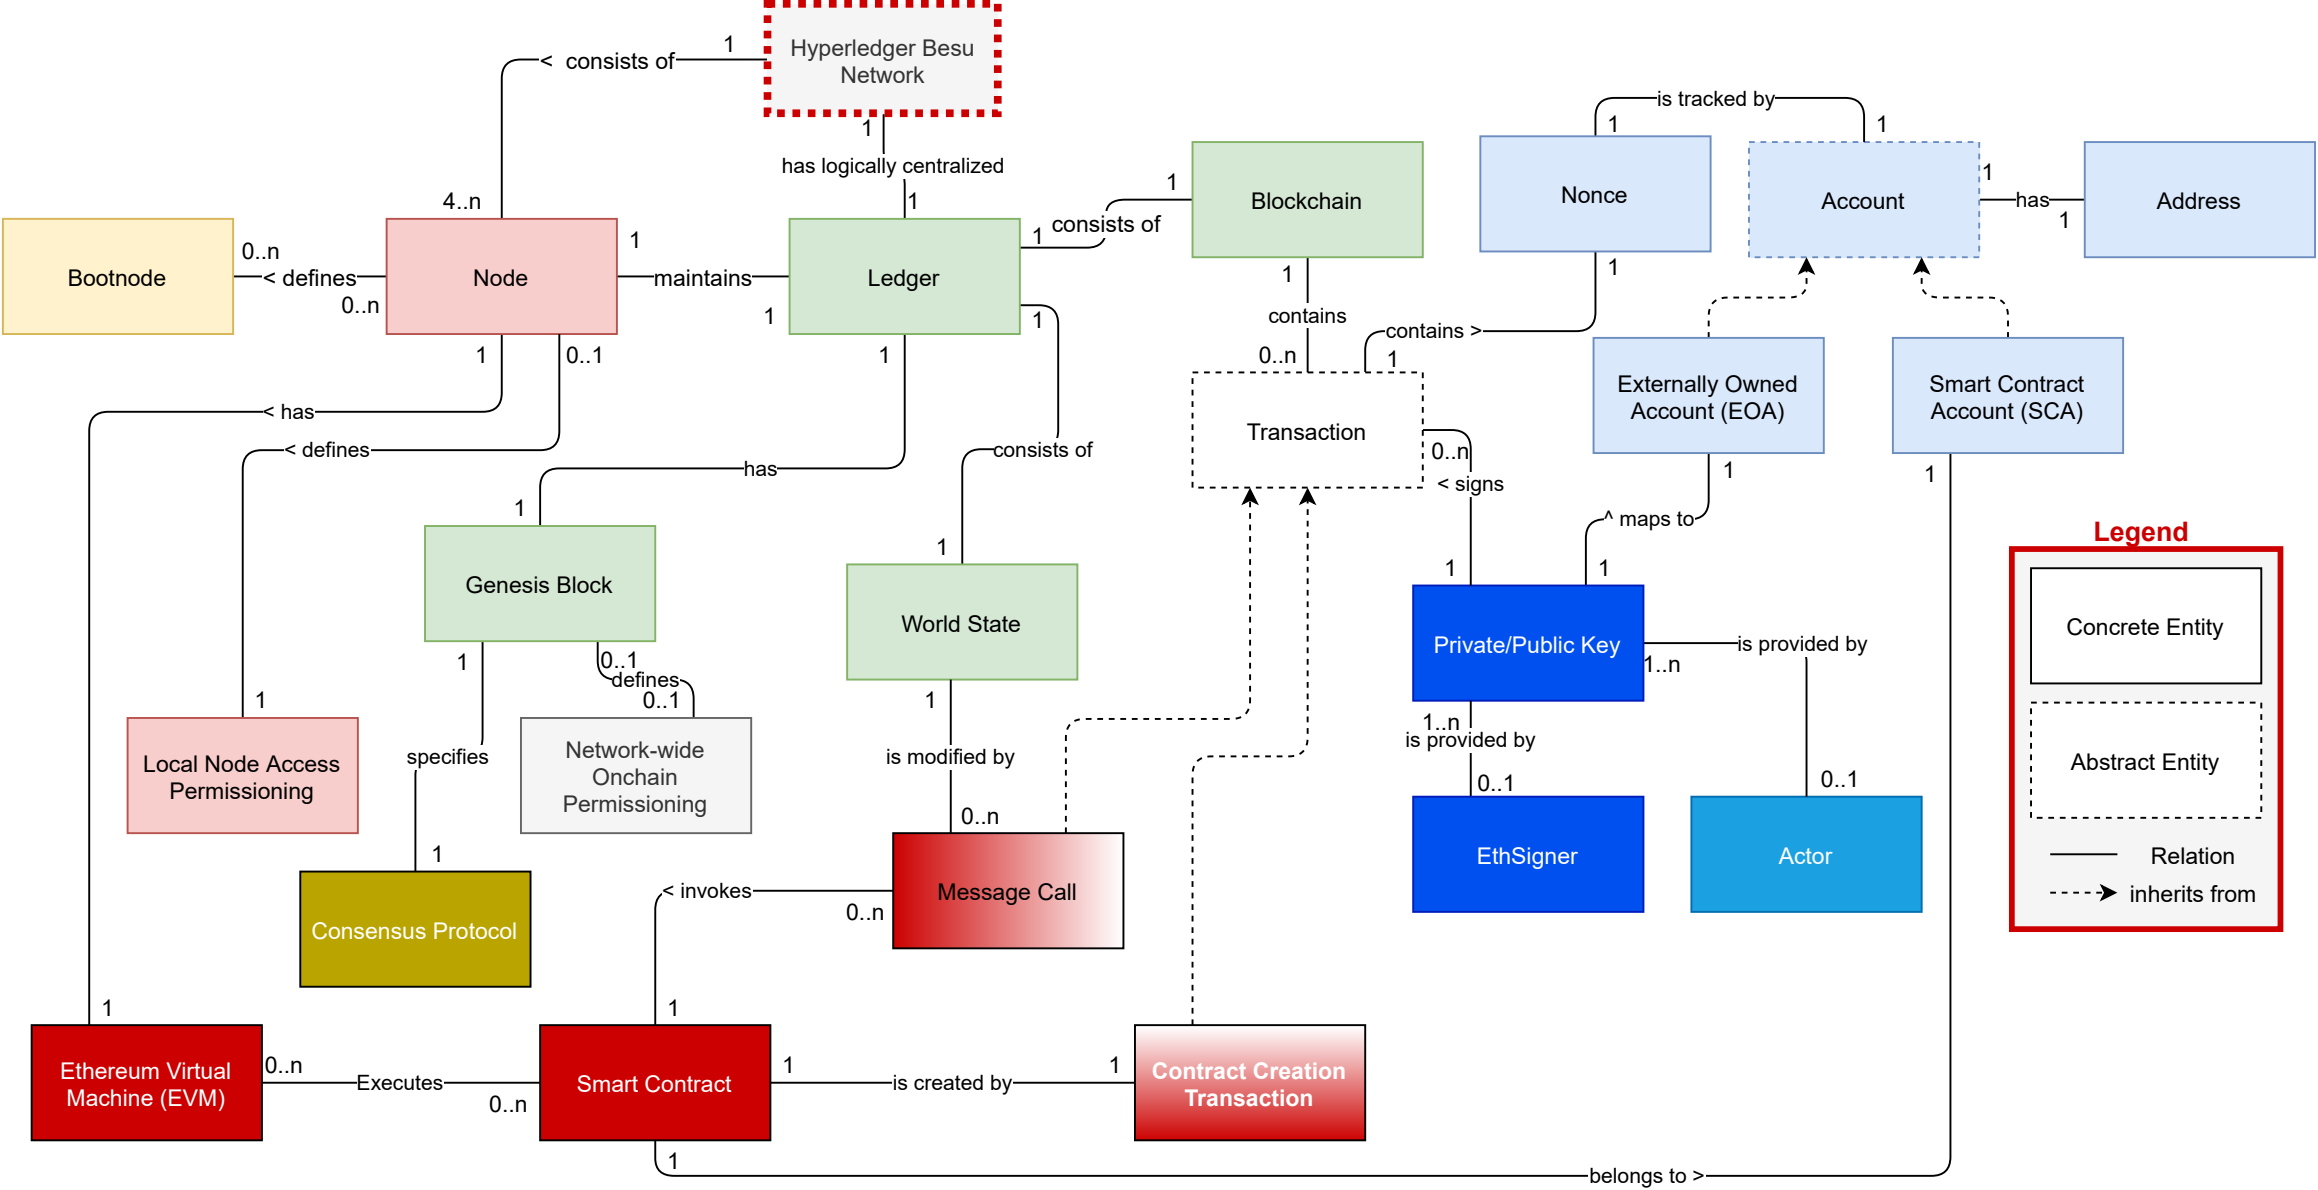 Hyperledger Besu
Network
1
< consists of
1
has logically centralized
1
4..n
Bootnode
0..n
< defines
0..n
Node
1
maintains
1
Ledger
1
consists of
1
Blockchain
1
contains
0..n
Nonce
1
is tracked by
1
Account
1
has
1
Address
1
contains >
1
Transaction
Externally Owned
Account (EOA)
Smart Contract
Account (SCA)
1
0..1
< has
< defines
1
has
1
1
consists of
1
0..n
< signs
1
1
^ maps to
1
1
Legend
Concrete Entity
Abstract Entity
Relation
inherits from
Genesis Block
World State
Private/Public Key
1..n
is provided by
0..1
1..n
is provided by
0..1
EthSigner
Actor
1
specifies
1
0..1
defines
0..1
1
Local Node Access
Permissioning
Network-wide
Onchain
Permissioning
1
is modified by
0..n
Message Call
< invokes
0..n
1
Consensus Protocol
1
Ethereum Virtual
Machine (EVM)
0..n
Executes
0..n
Smart Contract
1
is created by
1
Contract Creation
Transaction
1
belongs to >